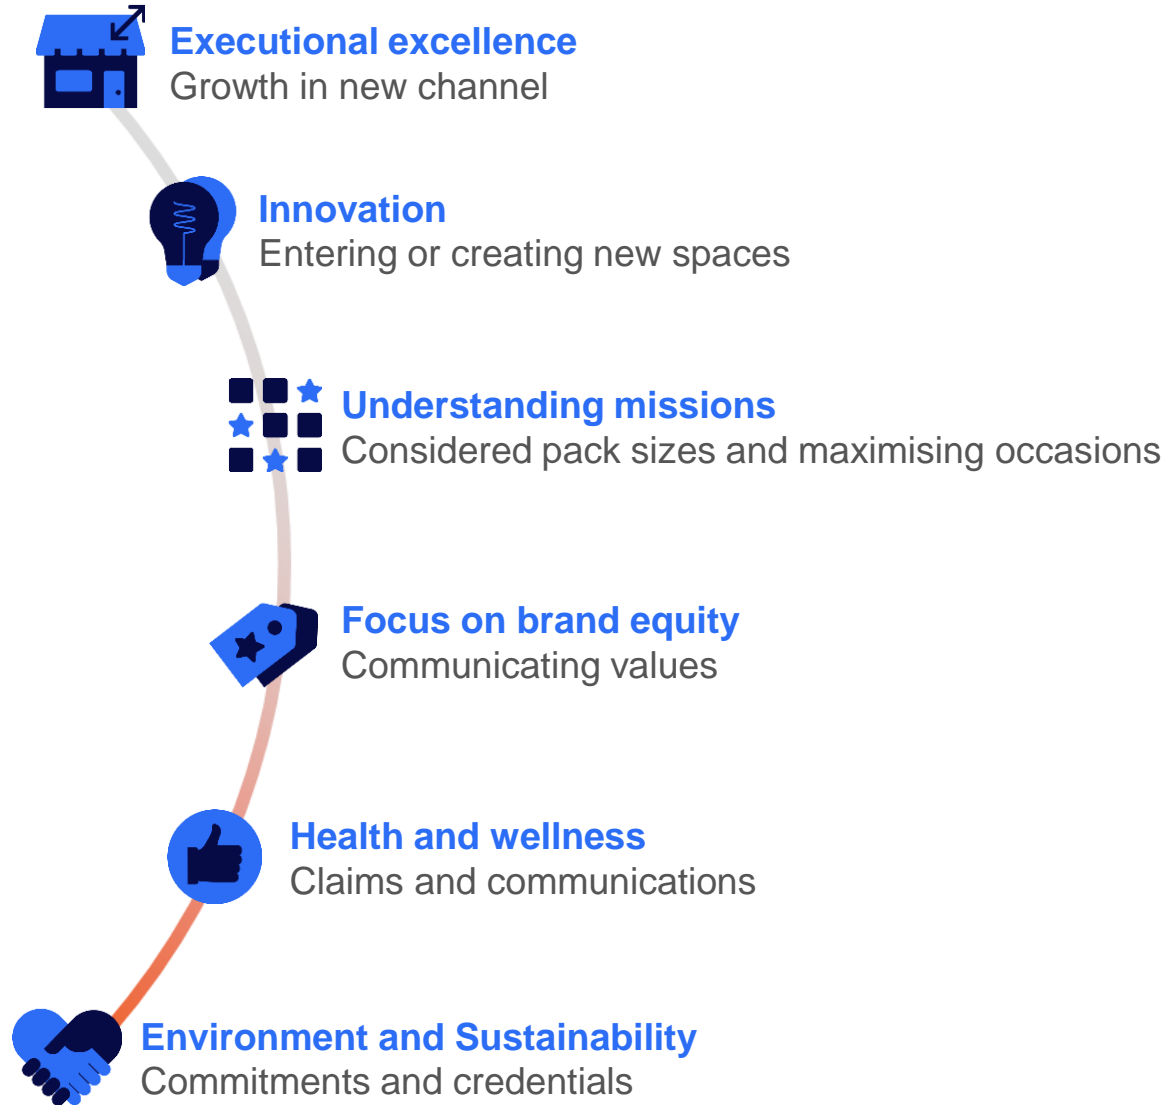 Executional excellence
Growth in new channel
Innovation
Entering or creating new spaces
Understanding missions
Considered pack sizes and maximising occasions
Focus on brand equity
Communicating values
Health and wellness
Claims and communications
Environment and Sustainability
Commitments and credentials